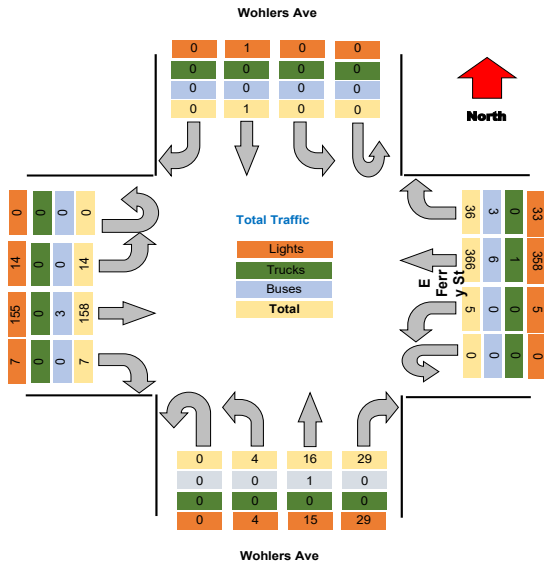 Wohlers Ave
0 1 0 0
0 0 0 0
0 0 0 0
0 1 0 0
North
0 0 0 0
14 0 0 14
155 0 3 158
7 0 0 7
Total Traffic
Lights
Trucks
Buses
Total
E
Ferr
y St
36 3 0 33
366 6 1 358
5 0 0 5
0 0 0 0
0 4 16 29
0 0 1 0
0 0 0 0
0 4 15 29
Wohlers Ave